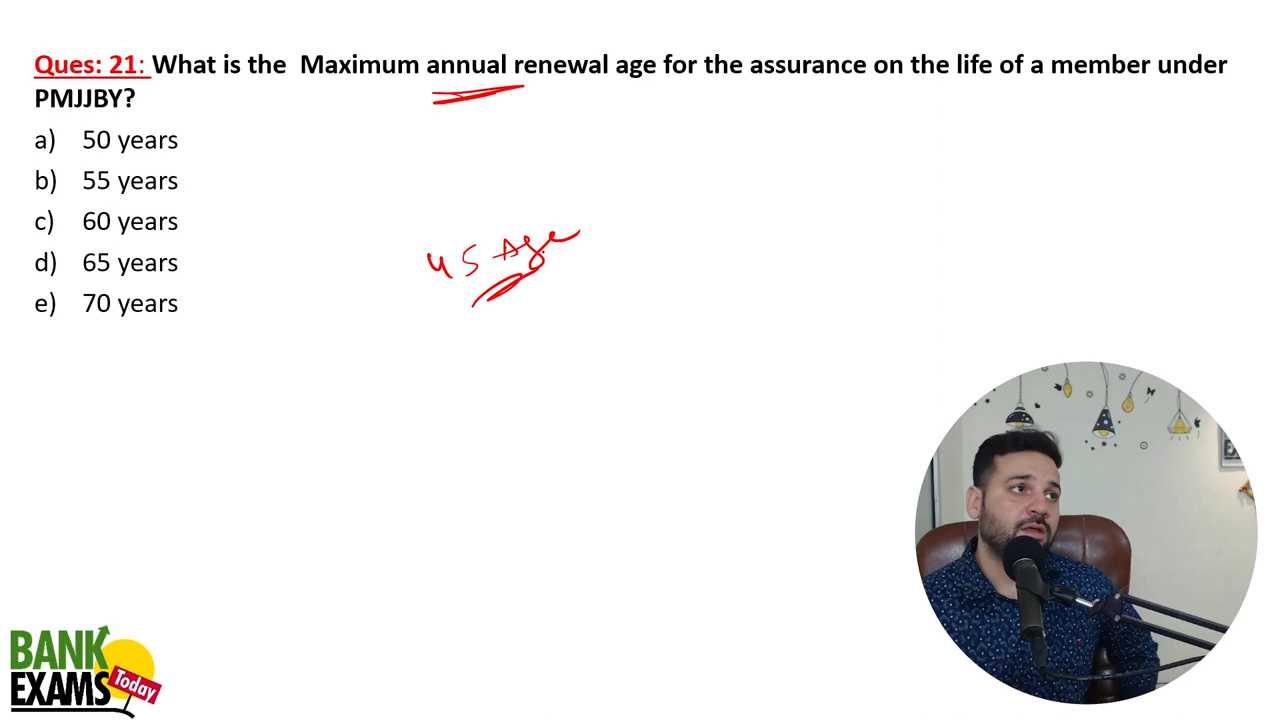 Ques: 21: What is the Maximum annual renewal age for the assurance on the life of a member under
PMJJBY?
a) 50 years
b) 55 years
c) 60 years
d) 65 years
e) 70 years
45 Age
BANK
EXAMS
Today